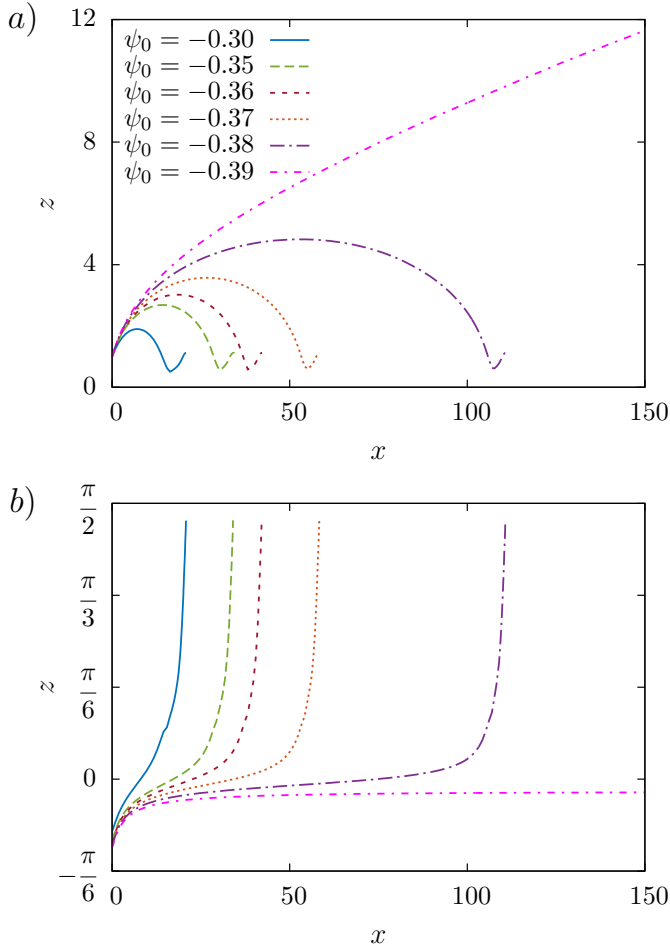 a)
12
8
4
0
z
ψ₀ = −0.30
ψ₀ = −0.35
ψ₀ = −0.36
ψ₀ = −0.37
ψ₀ = −0.38
ψ₀ = −0.39
0 50 100 150
x
b)
π/2
π/3
π/6
0
−π/6
z
0 50 100 150
x